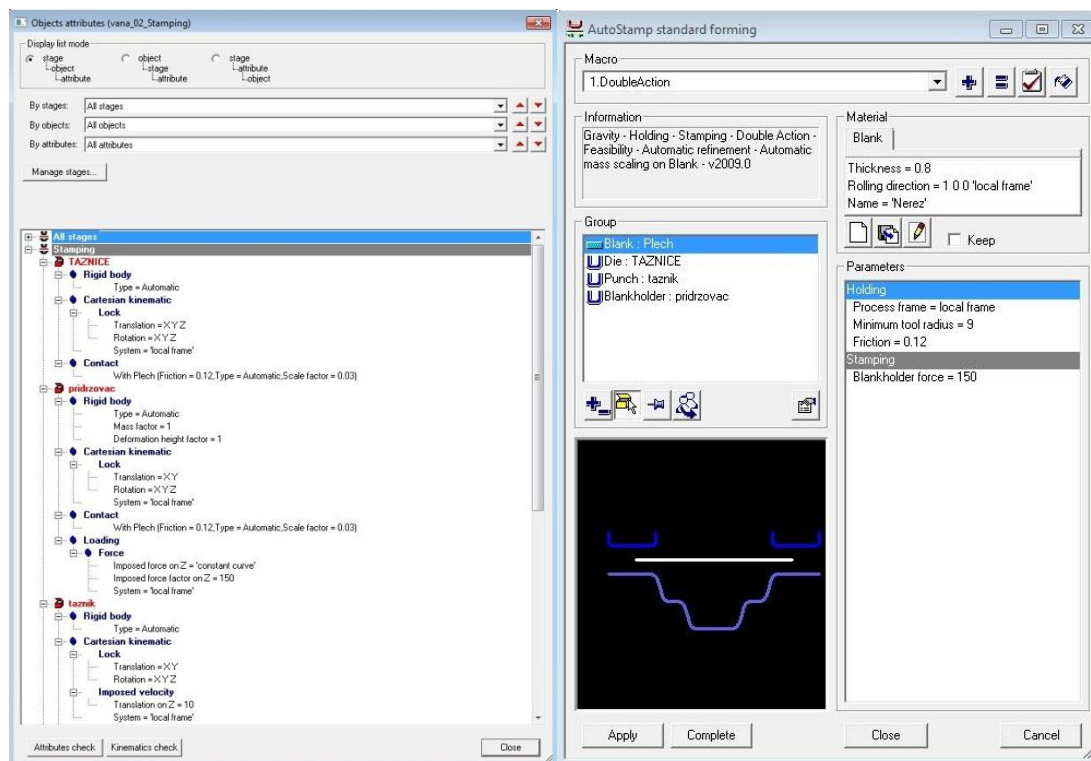 Objects attributes (vana_02_Stamping)
Display list mode
stage
object
attribute
object
stage
attribute
stage
attribute
object
By stages: All stages
By objects: All objects
By attributes: All attributes
Manage stages...
All stages
Stamping
TAZNICE
Rigid body
Type = Automatic
Cartesian kinematic
Lock
Translation = X Y Z
Rotation = X Y Z
System = 'local frame'
Contact
With Plech (Friction = 0.12,Type = Automatic,Scale factor = 0.03)
pridrzovac
Rigid body
Type = Automatic
Mass factor = 1
Deformation height factor = 1
Cartesian kinematic
Lock
Translation = X Y
Rotation = X Y Z
System = 'local frame'
Contact
With Plech (Friction = 0.12,Type = Automatic,Scale factor = 0.03)
Loading
Force
Imposed force on Z = 'constant curve'
Imposed force factor on Z = 150
System = 'local frame'
taznik
Rigid body
Type = Automatic
Cartesian kinematic
Lock
Translation = X Y
Rotation = X Y Z
Imposed velocity
Translation on Z = 10
System = 'local frame'
Attibutes check Kinematics check Close
AutoStamp standard forming
Macro
1.DoubleAction
Information
Gravity - Holding - Stamping - Double Action -
Feasibility - Automatic refinement - Automatic
mass scaling on Blank - v2009.0
Material
Blank
Thickness = 0.8
Rolling direction = 1 0 0 'local frame'
Name = 'Nerez'
Keep
Group
Blank : Plech
Die : TAZNICE
Punch : taznik
Blankholder : pridrzovac
Parameters
Holding
Process frame = local frame
Minimum tool radius = 9
Friction = 0.12
Stamping
Blankholder force = 150
Apply Complete Close Cancel